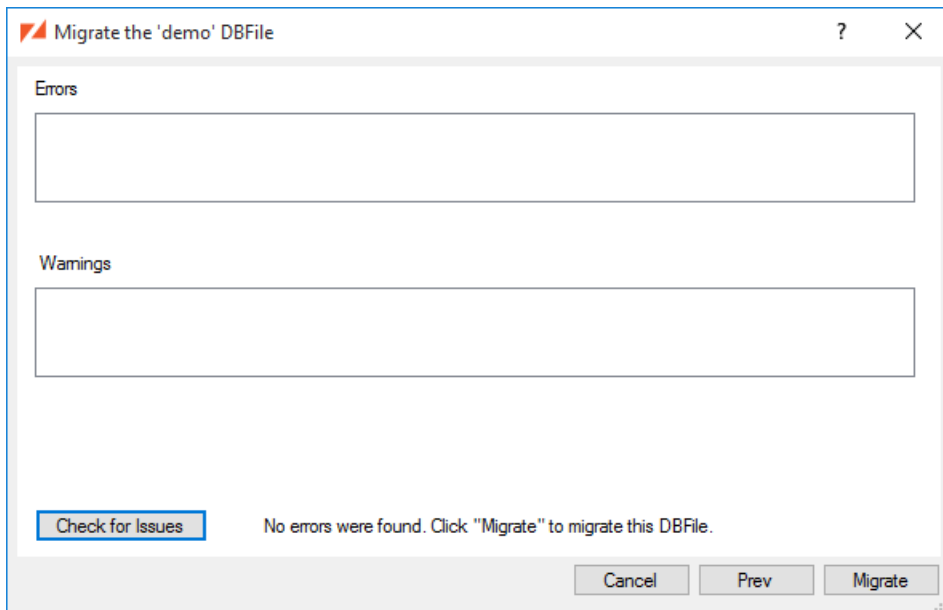 Migrate the 'demo' DBFile
?
Errors
Warnings
Check for Issues
No errors were found. Click "Migrate" to migrate this DBFile.
Cancel
Prev
Migrate